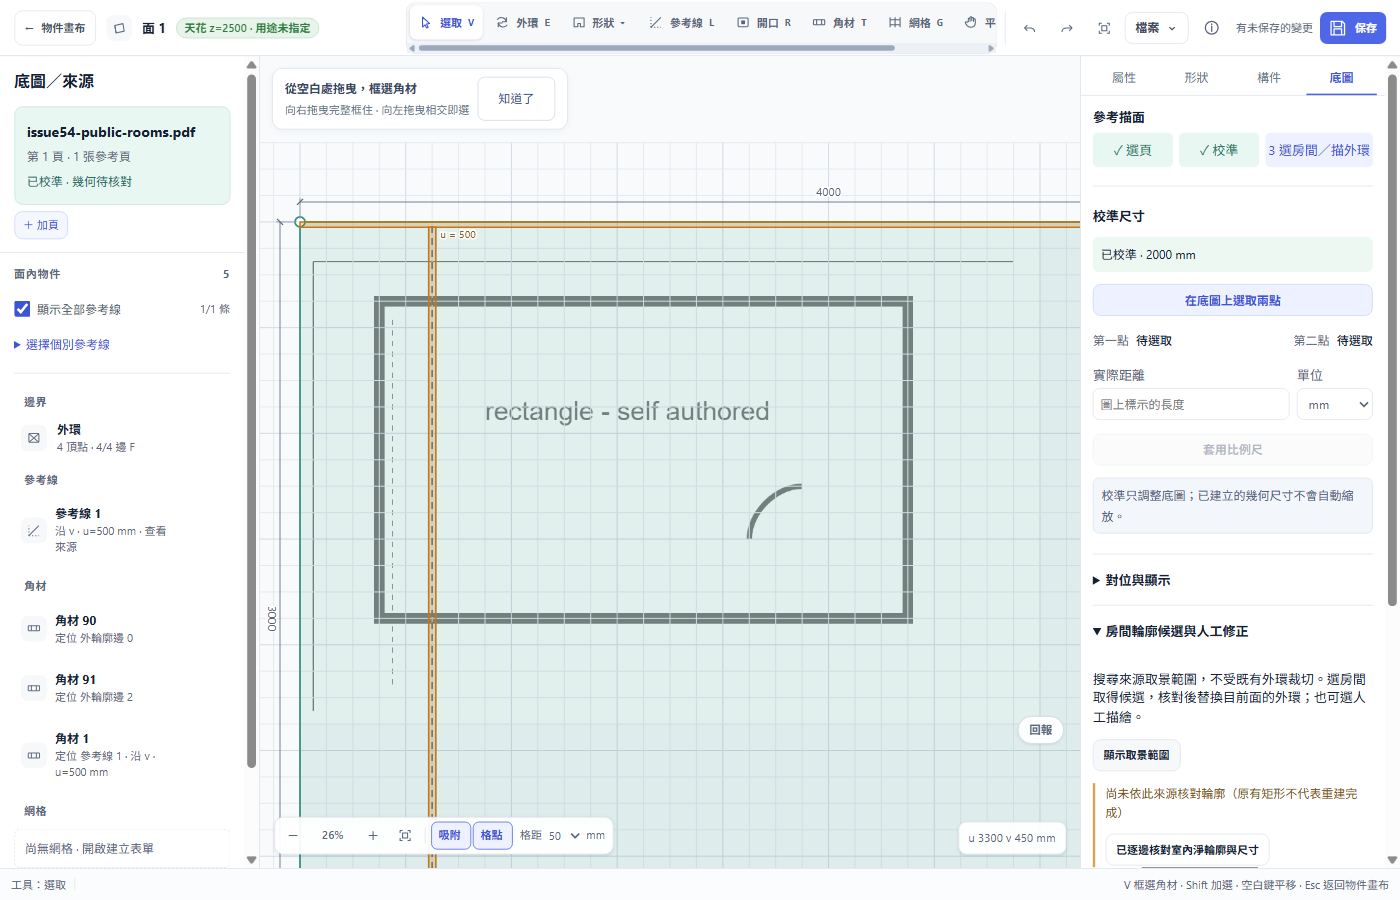 ← 物件畫布
面 1
天花 z=2500 · 用途未指定
選取 V
外環 E
形狀
參考線 L
開口 R
角材 T
網格 G
平
檔案
有未保存的變更
保存
底圖／來源
issue54-public-rooms.pdf
第 1 頁 · 1 張參考頁
已校準 · 幾何待核對
＋ 加頁
面內物件
5
顯示全部參考線
1/1 條
選擇個別參考線
邊界
外環
4 頂點 · 4/4 邊 F
參考線
參考線 1
沿 v · u=500 mm · 查看
來源
角材
角材 90
定位 外輪廓邊 0
角材 91
定位 外輪廓邊 2
角材 1
定位 參考線 1 · 沿 v ·
u=500 mm
網格
尚無網格 · 開啟建立表單
從空白處拖曳，框選角材
向右拖曳完整框住 · 向左拖曳相交即選
知道了
4000
u = 500
rectangle - self authored
3000
回報
26%
吸附
格點
格距
50
mm
u 3300 v 450 mm
屬性
形狀
構件
底圖
參考描面
✓ 選頁
✓ 校準
3 選房間／描外環
校準尺寸
已校準 · 2000 mm
在底圖上選取兩點
第一點 待選取
第二點 待選取
實際距離
單位
圖上標示的長度
mm
套用比例尺
校準只調整底圖；已建立的幾何尺寸不會自動縮
放。
對位與顯示
房間輪廓候選與人工修正
搜尋來源取景範圍，不受既有外環裁切。選房間
取得候選，核對後替換目前面的外環；也可選人
工描繪。
顯示取景範圍
尚未依此來源核對輪廓（原有矩形不代表重建完
成）
已逐邊核對室內淨輪廓與尺寸
工具：選取
V 框選角材 · Shift 加選 · 空白鍵平移 · Esc 返回物件畫布